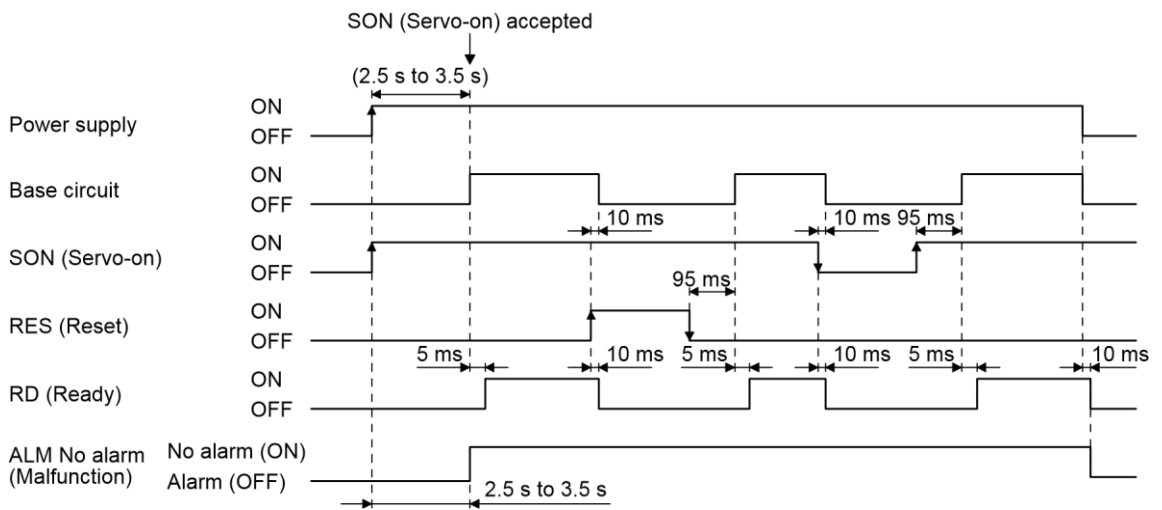 SON (Servo-on) accepted
(2.5 s to 3.5 s)
Power supply
ON
OFF
Base circuit
ON
OFF
10 ms
10 ms
95 ms
SON (Servo-on)
ON
OFF
95 ms
RES (Reset)
ON
OFF
5 ms
10 ms
5 ms
10 ms
5 ms
10 ms
RD (Ready)
ON
OFF
ALM No alarm
(Malfunction)
No alarm (ON)
Alarm (OFF)
2.5 s to 3.5 s